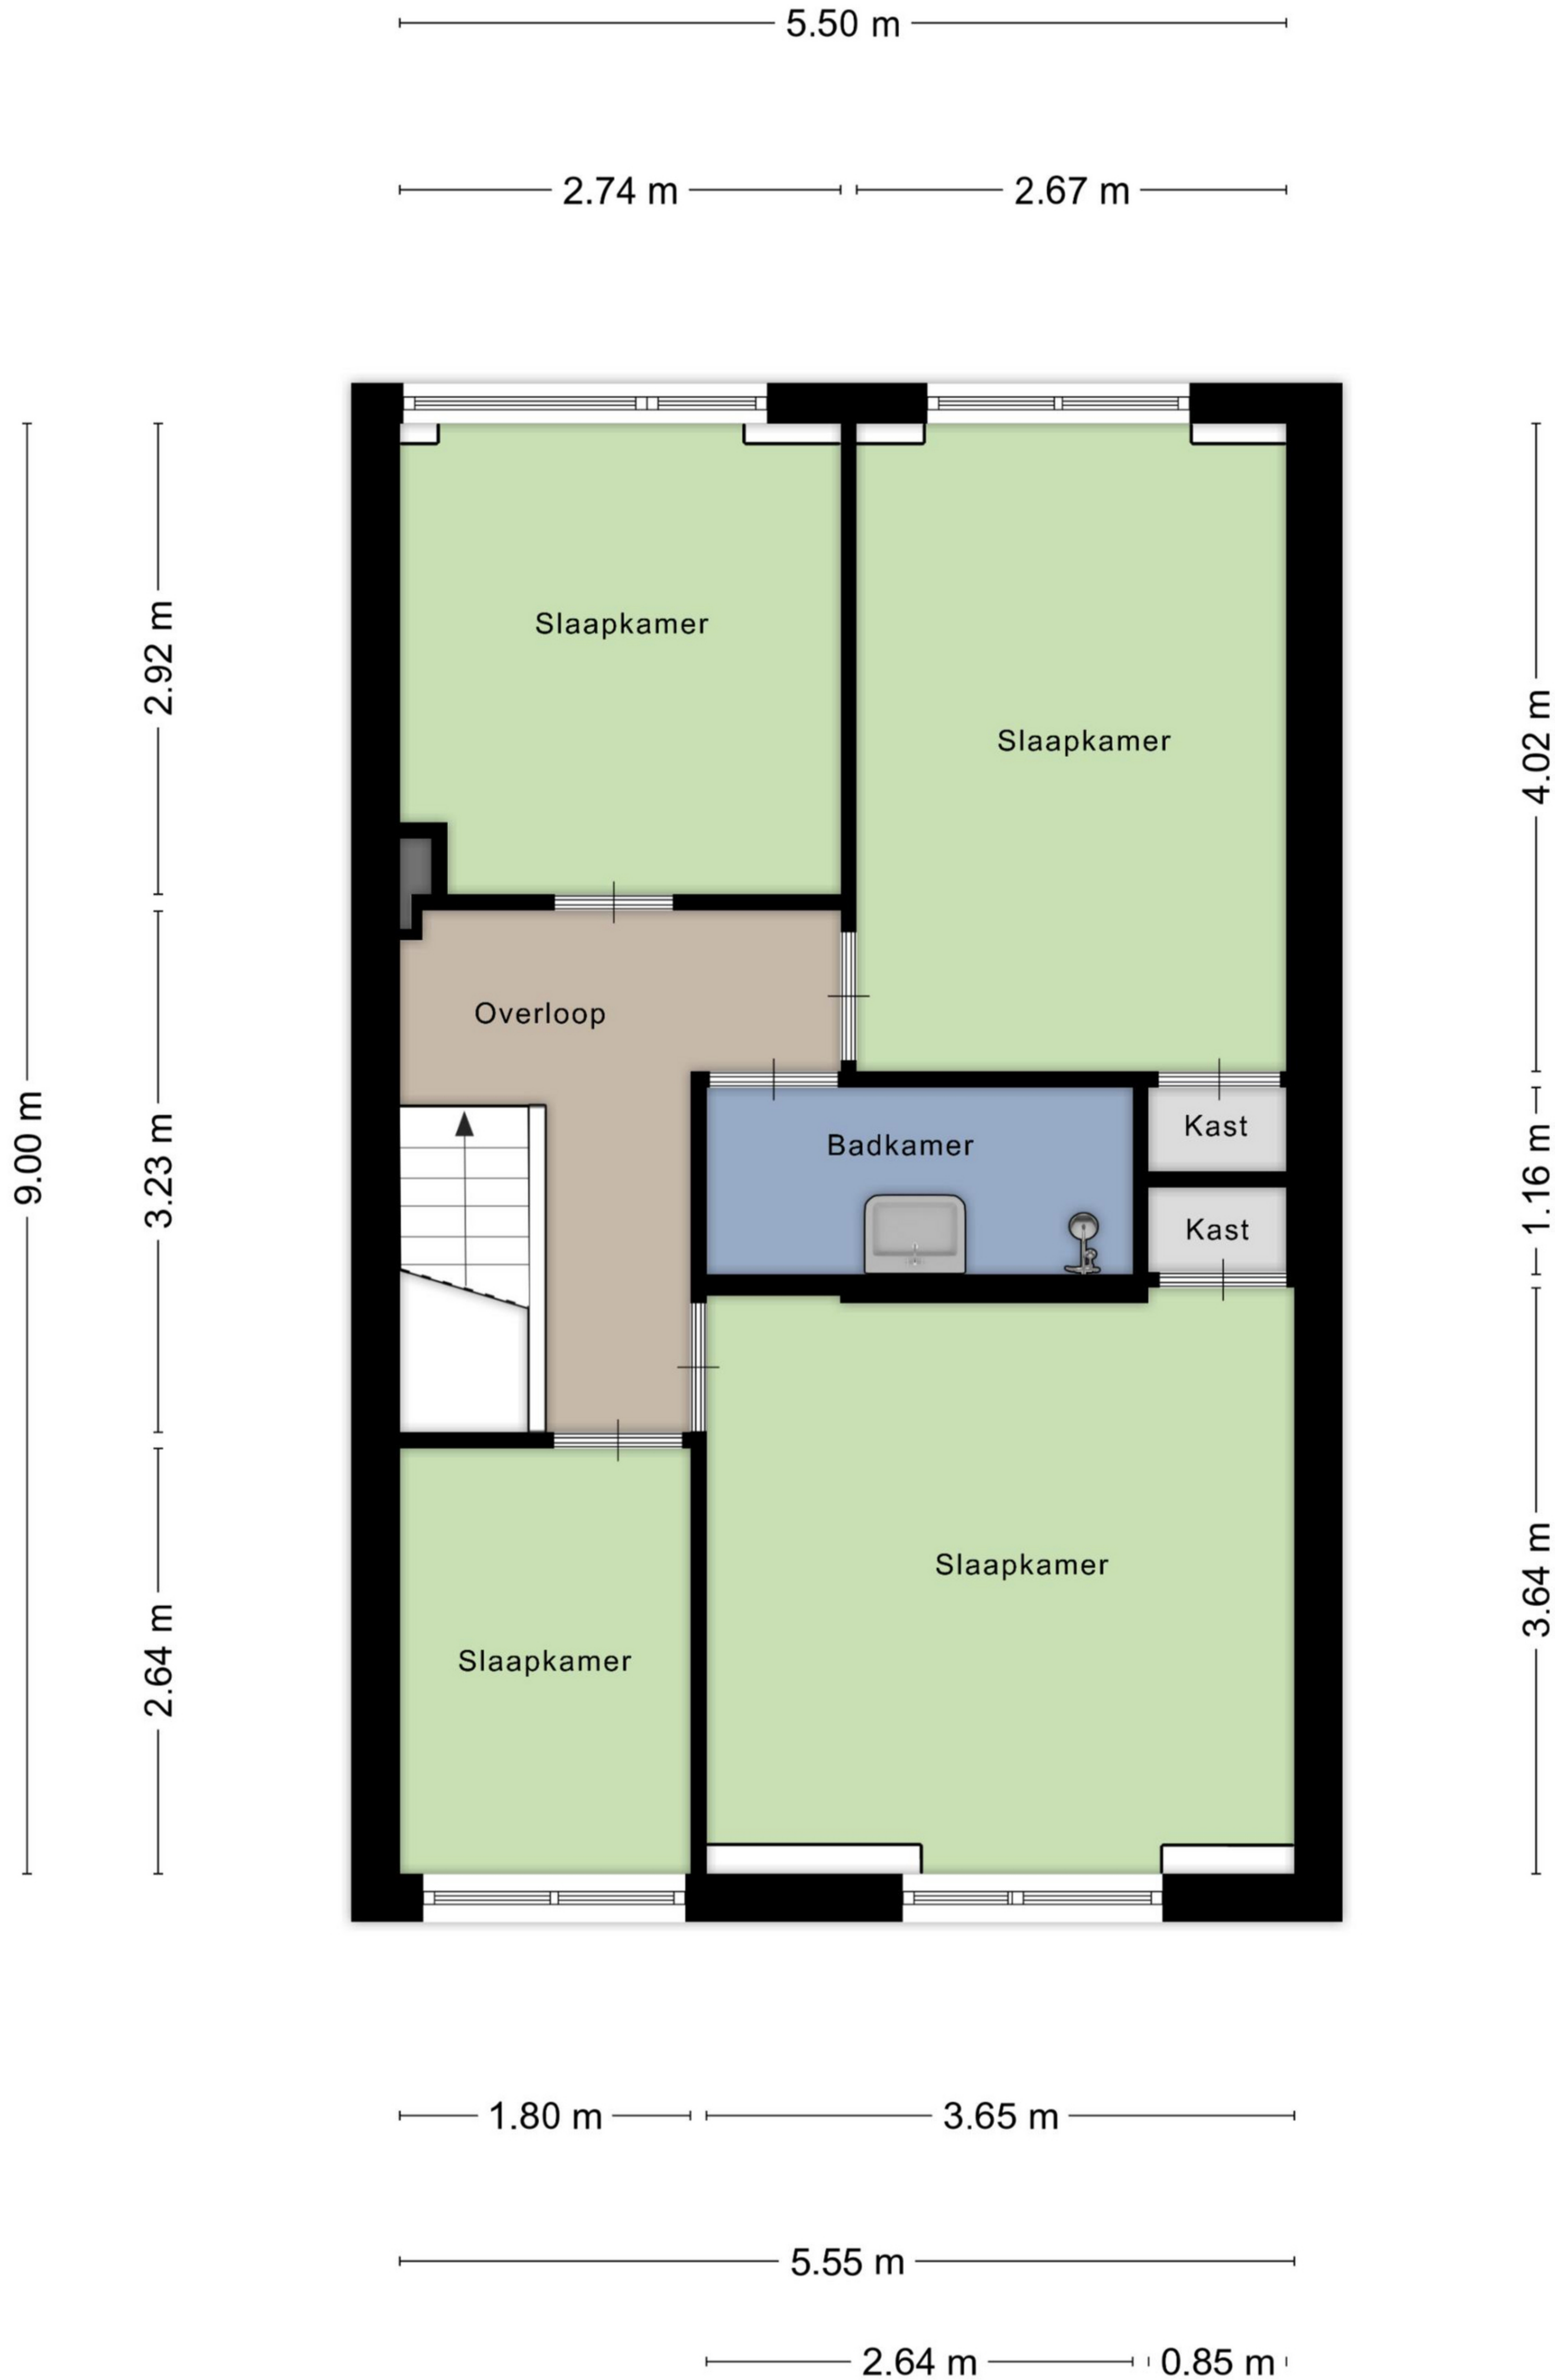 5.50 m
2.74 m
2.67 m
Slaapkamer
Slaapkamer
2.92 m
4.02 m
Overloop
9.00 m
3.23 m
Badkamer
Kast
Kast
1.16 m
Slaapkamer
Slaapkamer
2.64 m
3.64 m
1.80 m
3.65 m
5.55 m
2.64 m
0.85 m